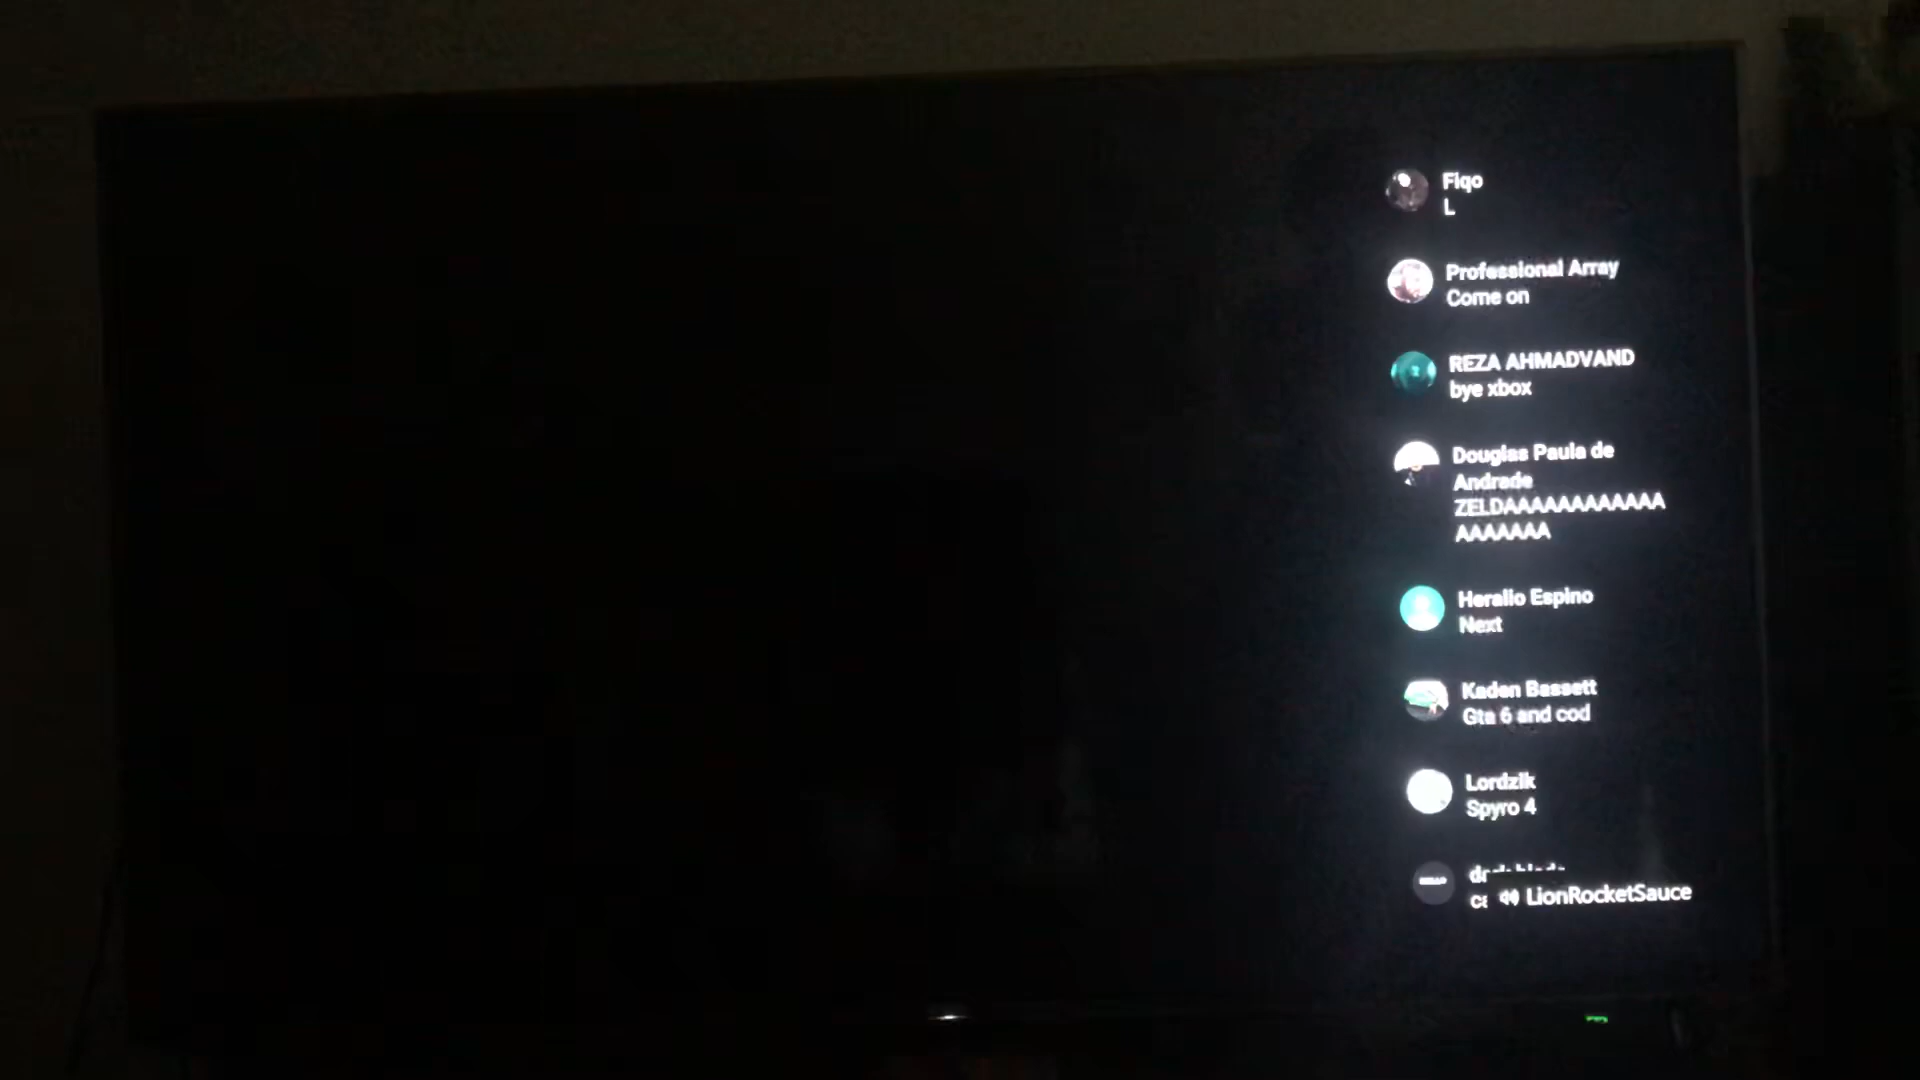 Fiqo
L
Professional Array
Come on
REZA AHMADVAND
bye xbox
Douglas Paula de
Andrade
ZELDAAAAAAAAAAAA
AAAAAAA
Heralio Espino
Next
Kaden Bassett
Gta 6 and cod
Lordzik
Spyro 4
LionRocketSauce